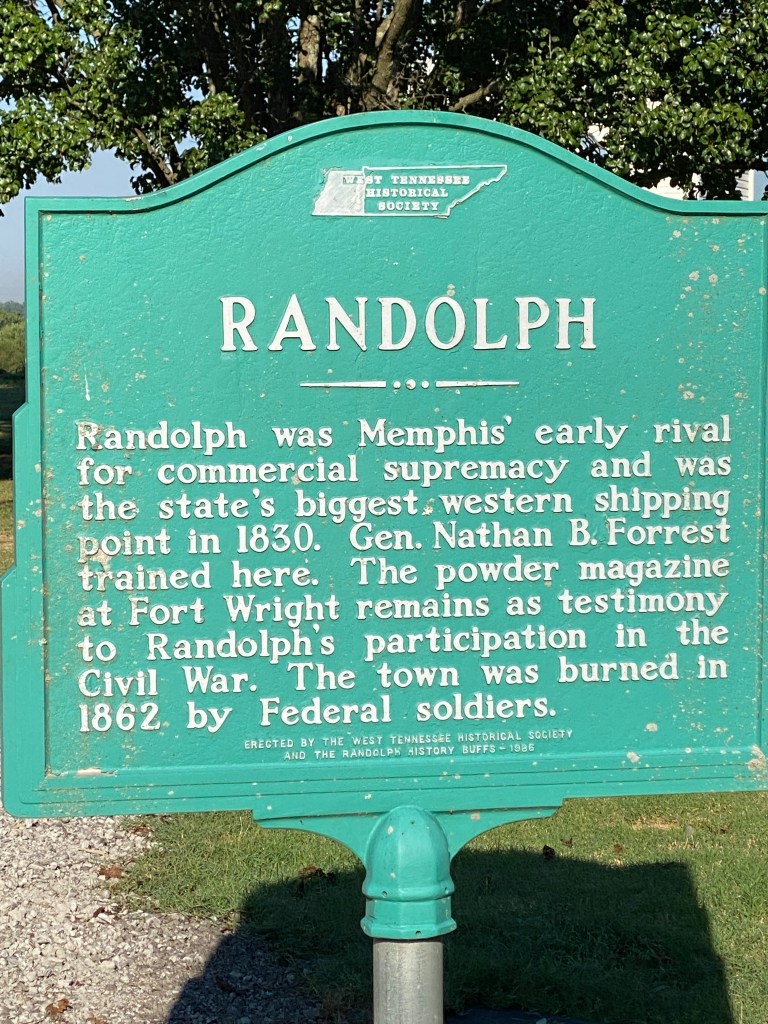 WEST TENNESSEE
HISTORICAL
SOCIETY
RANDOLPH
Randolph was Memphis' early rival
for commercial supremacy and was
the state's biggest western shipping
point in 1830. Gen. Nathan B. Forrest
trained here. The powder magazine
at Fort Wright remains as testimony
to Randolph's participation in the
Civil War. The town was burned in
1862 by Federal soldiers.
ERECTED BY THE WEST TENNESSEE HISTORICAL SOCIETY
AND THE RANDOLPH HISTORY BUFFS - 1986